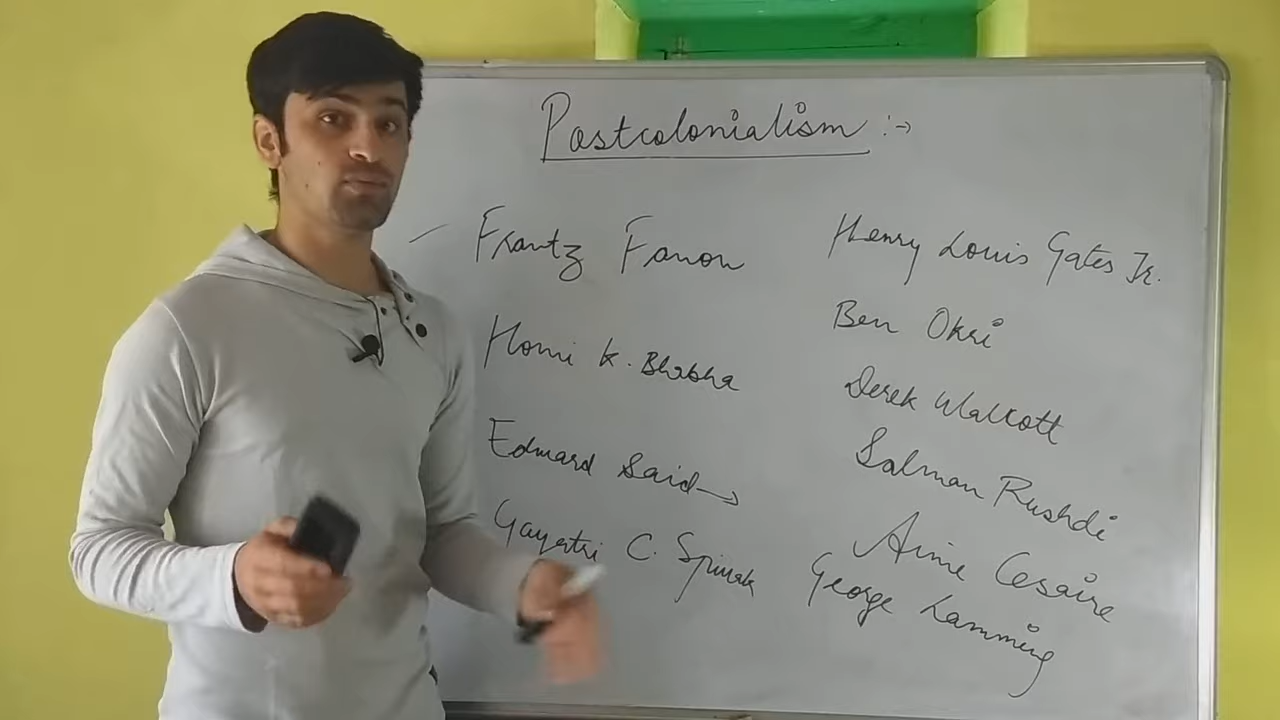 Postcolonialism :->
Frantz Fanon
Homi K. Bhabha
Edward Said →
Gayatri C. Spivak
Henry Louis Gates Jr.
Ben Okri
Derek Walcott
Salman Rushdi
Aime Cesaire
George Lamming